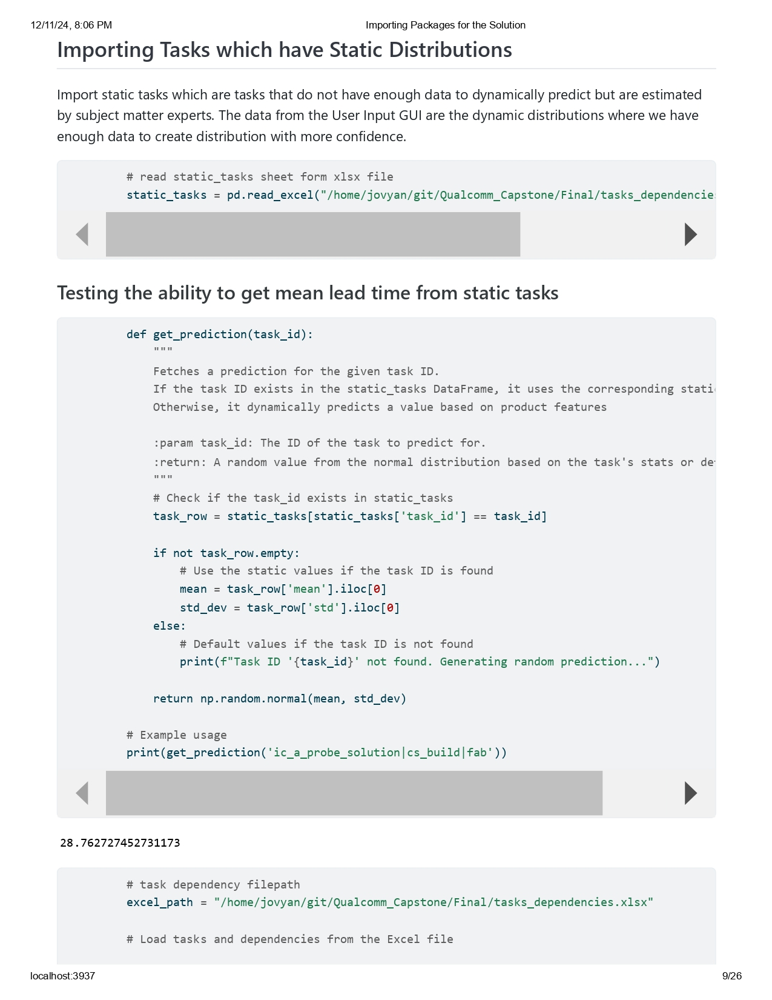 12/11/24, 8:06 PM Importing Packages for the Solution
Importing Tasks which have Static Distributions
Import static tasks which are tasks that do not have enough data to dynamically predict but are estimated
by subject matter experts. The data from the User Input GUI are the dynamic distributions where we have
enough data to create distribution with more confidence.
# read static_tasks sheet form xlsx file
static_tasks = pd.read_excel("/home/jovyan/git/Qualcomm_Capstone/Final/tasks_dependencies
Testing the ability to get mean lead time from static tasks
def get_prediction(task_id):
"""
Fetches a prediction for the given task ID.
If the task ID exists in the static_tasks DataFrame, it uses the corresponding static
Otherwise, it dynamically predicts a value based on product features
:param task_id: The ID of the task to predict for.
:return: A random value from the normal distribution based on the task's stats or
"""
# Check if the task_id exists in static_tasks
task_row = static_tasks[static_tasks['task_id'] == task_id]
if not task_row.empty:
# Use the static values if the task ID is found
mean = task_row['mean'].iloc[0]
std_dev = task_row['std'].iloc[0]
else:
# Default values if the task ID is not found
print(f"Task ID '{task_id}' not found. Generating random prediction...")
return np.random.normal(mean, std_dev)
# Example usage
print(get_prediction('ic_a_probe_solution|cs_build|fab'))
28.762727452731173
# task dependency filepath
excel_path = "/home/jovyan/git/Qualcomm_Capstone/Final/tasks_dependencies.xlsx"
# Load tasks and dependencies from the Excel file
localhost:3937 9/26